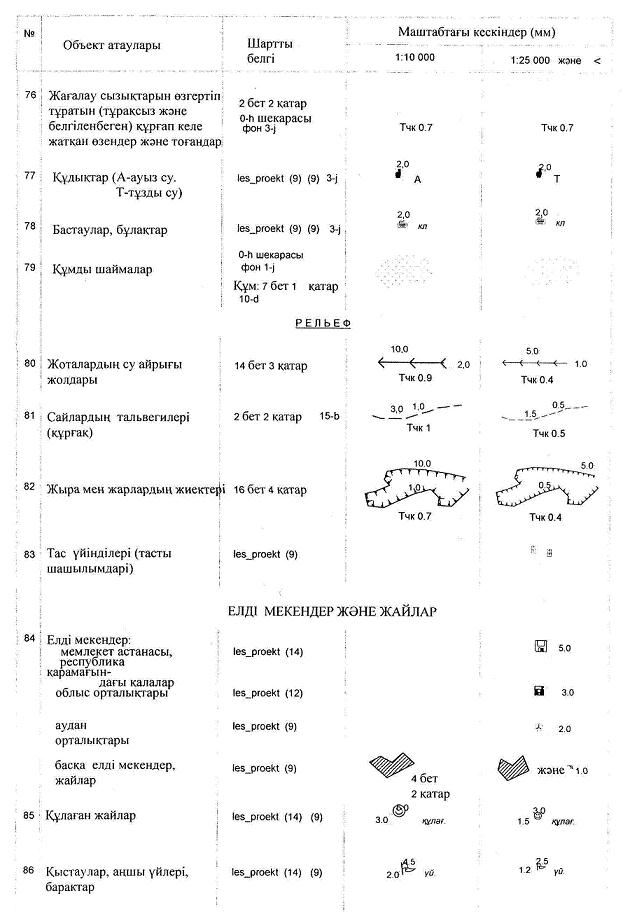 №
Объект атаулары
Шартты
белгі
Маштабтағы кескіндер (мм)
1:10 000
1:25 000 және <
76
Жағалау сызықтарын өзгертіп
тұратын (тұрақсыз және
белгіленбеген) құрғап келе
жатқан өзендер және тоғандар
2 бет 2 қатар
0-h шекарасы
фон 3-j
Тчк 0.7
Тчк 0.7
77
Құдықтар (А-ауыз су.
Т-тұзды су)
les_proekt (9) (9) 3-j
2,0
А
2,0
Т
78
Бастаулар, бұлақтар
les_proekt (9) (9) 3-j
2,0
кл
2,0
кл
79
Құмды шаймалар
0-h шекарасы
фон 1-j
Құм: 7 бет 1 қатар
10-d
РЕЛЬЕФ
80
Жоталардың су айрығы
жолдары
14 бет 3 қатар
10,0
2,0
Тчк 0.9
5.0
1.0
Тчк 0.4
81
Сайлардың тальвегилері
(құрғақ)
2 бет 2 қатар 15-b
3,0 1,0
Тчк 1
1.5 0.5
Тчк 0.5
82
Жыра мен жарлардың жиектері
16 бет 4 қатар
10.0
1,0
Тчк 0.7
5.0
0.5
Тчк 0.4
83
Тас үйінділері (тасты
шашылымдарі)
les_proekt (9)
ЕЛДІ МЕКЕНДЕР ЖӘНЕ ЖАЙЛАР
84
Елді мекендер:
мемлекет астанасы,
республика
қарамағын-
дағы қалалар
les_proekt (14)
5.0
облыс орталықтары
les_proekt (12)
3.0
аудан
орталықтары
les_proekt (9)
2.0
басқа елді мекендер,
жайлар
les_proekt (9)
4 бет
2 қатар
және 1.0
85
Құлаған жайлар
les_proekt (14) (9)
3.0
5.0
құлағ.
1.5
3.0
құлағ.
86
Қыстаулар, аңшы үйлері,
барактар
les_proekt (14) (9)
2.0
4.5
үй.
1.2
2.5
үй.